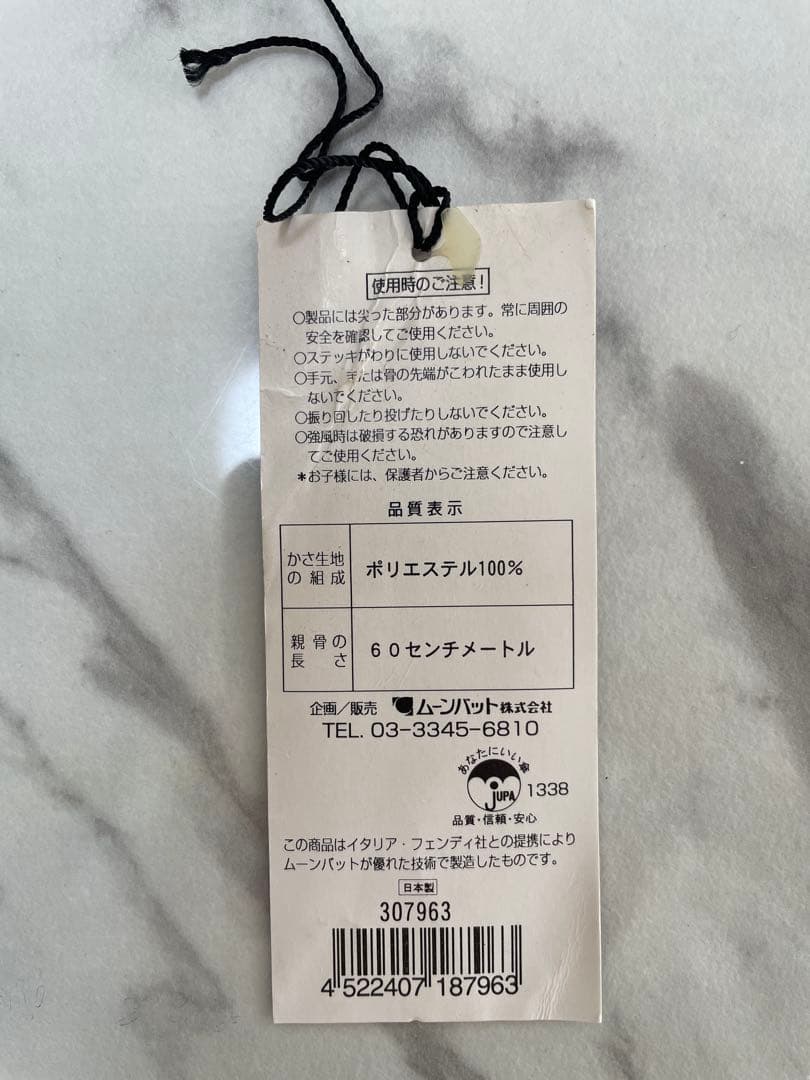 使用時のご注意!
○製品には尖った部分があります。常に周囲の
安全を確認してご使用ください。
○ステッキがわりに使用しないでください。
○手元、または骨の先端がこわれたまま使用し
ないでください。
○振り回したり投げたりしないでください。
○強風時は破損する恐れがありますので注意し
てご使用ください。
*お子様には、保護者からご注意ください。
品質表示
かさ生地
の組成
ポリエステル100%
親骨の
長さ
60センチメートル
企画/販売 ムーンバット株式会社
TEL. 03-3345-6810
あなたにいい傘
JUPA 1338
品質・信頼・安心
この商品はイタリア・フェンディ社との提携により
ムーンバットが優れた技術で製造したものです。
日本製
307963
4 522407 187963